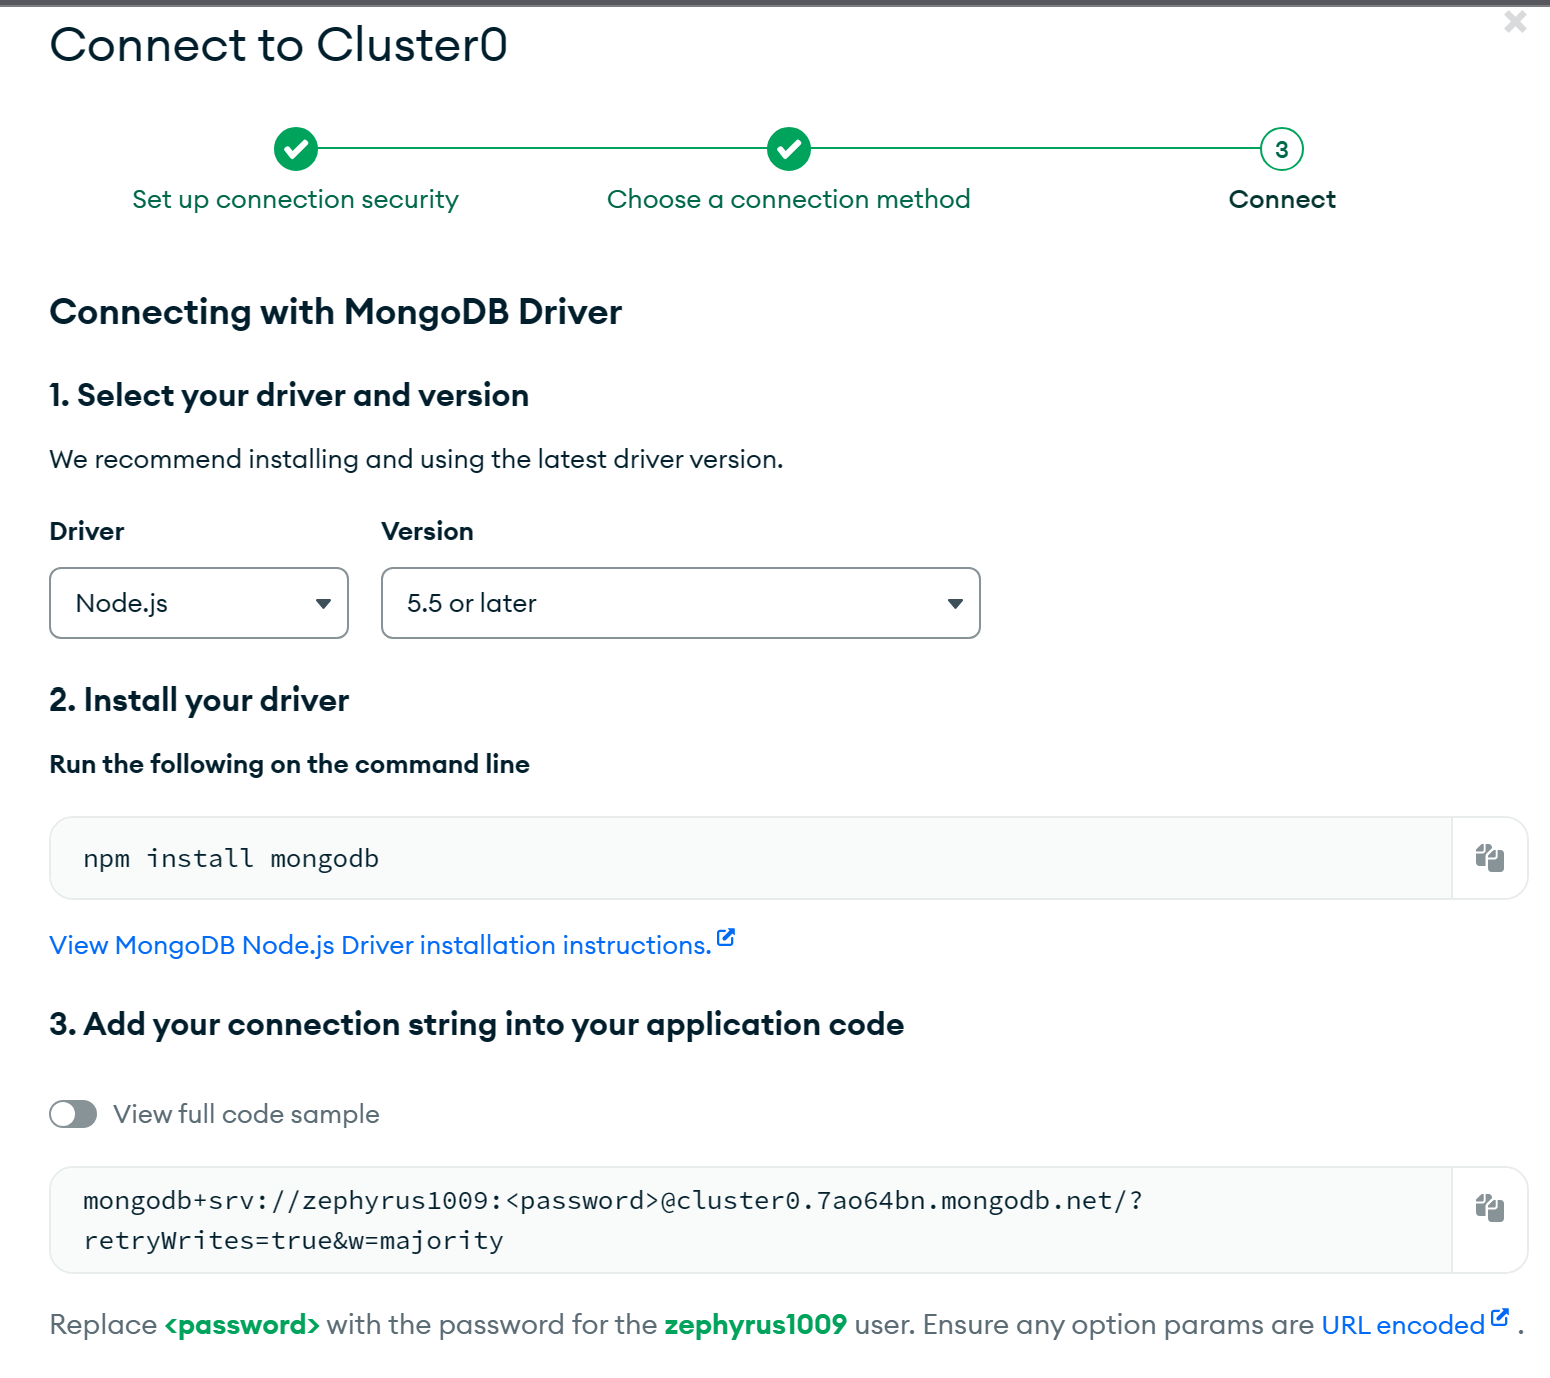 Connect to Cluster0
3
Set up connection security
Choose a connection method
Connect
Connecting with MongoDB Driver
1. Select your driver and version
We recommend installing and using the latest driver version.
Driver
Version
Node.js
5.5 or later
2. Install your driver
Run the following on the command line
npm install mongodb
View MongoDB Node.js Driver installation instructions.
3. Add your connection string into your application code
View full code sample
mongodb+srv://zephyrus1009:<password>@cluster0.7ao64bn.mongodb.net/?
retryWrites=true&w=majority
Replace <password> with the password for the zephyrus1009 user. Ensure any option params are URL encoded .